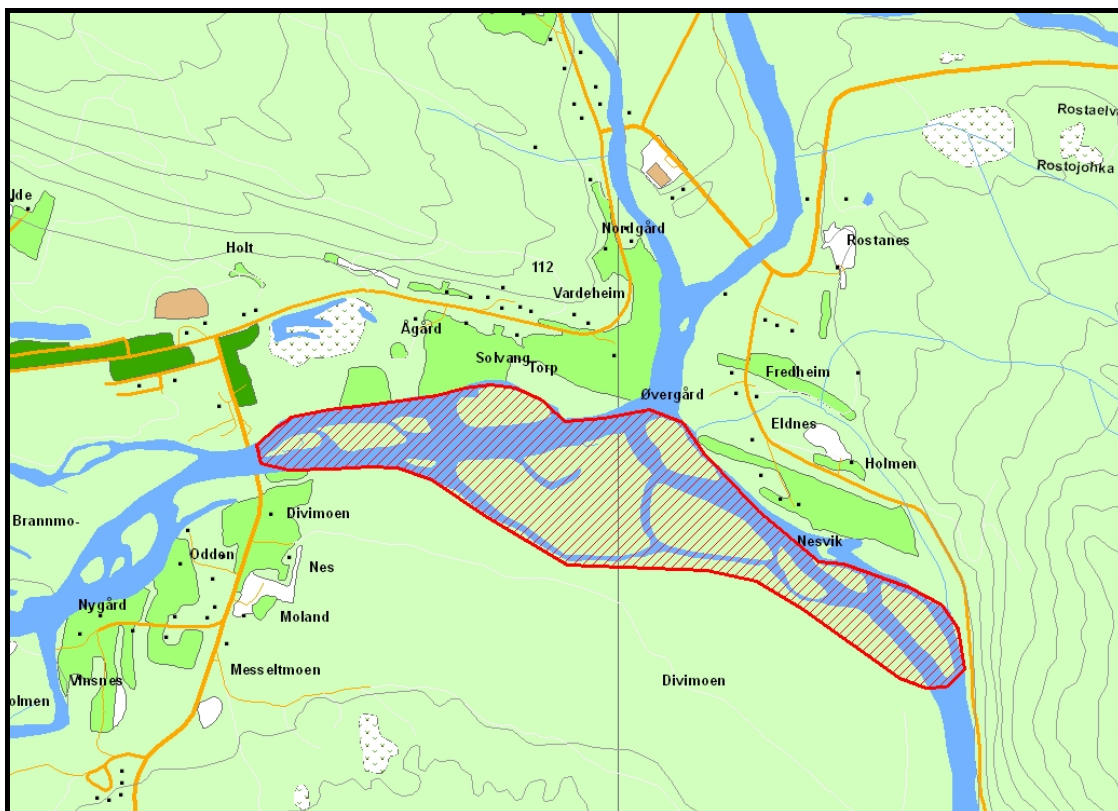 Rostaelva
Rostojohka
lde
Nordgård
Holt
Rostanes
112
Vardeheim
Ågård
Solvang
Torp
Fredheim
Øvergård
Eldnes
Holmen
Divimoen
Brannmo-
Nesvik
Odden
Nes
Nygård
Moland
Messeltmoen
Vinsnes
Divimoen
olmen